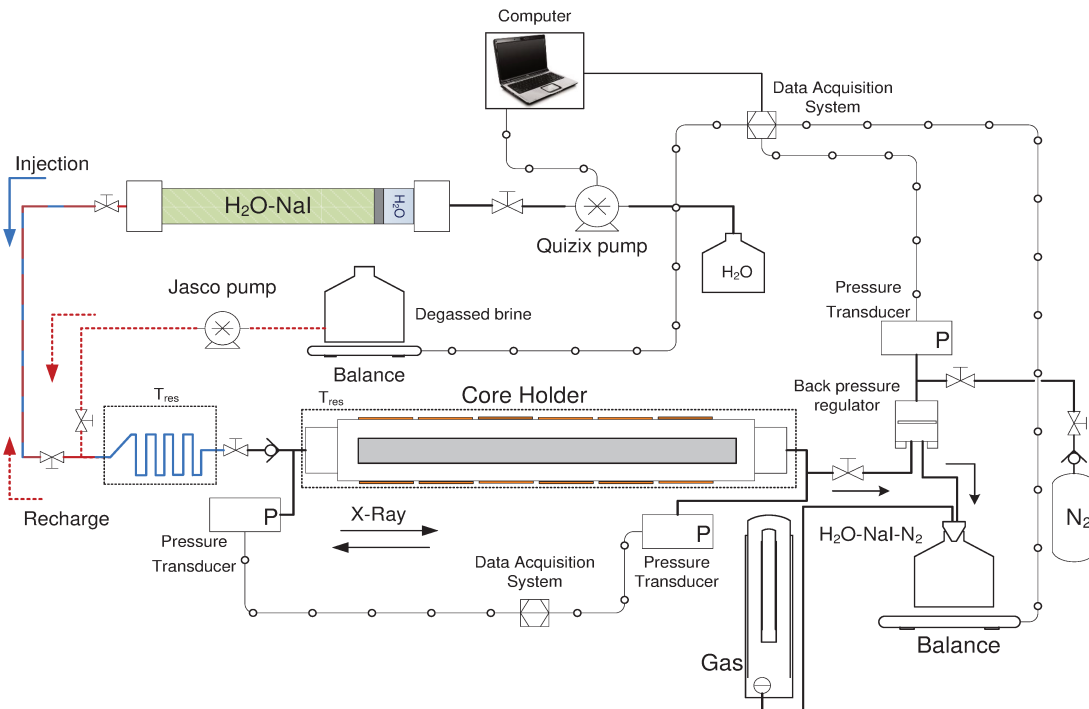 Computer
Data Acquisition
System
Injection
H₂O-NaI
H₂O
Quizix pump
H₂O
Jasco pump
Degassed brine
Balance
Pressure
Transducer
P
Back pressure
regulator
Tres
Tres
Core Holder
Recharge
P
X-Ray
Pressure
Transducer
Data Acquisition
System
P
Pressure
Transducer
H₂O-NaI-N₂
N₂
Gas
Balance